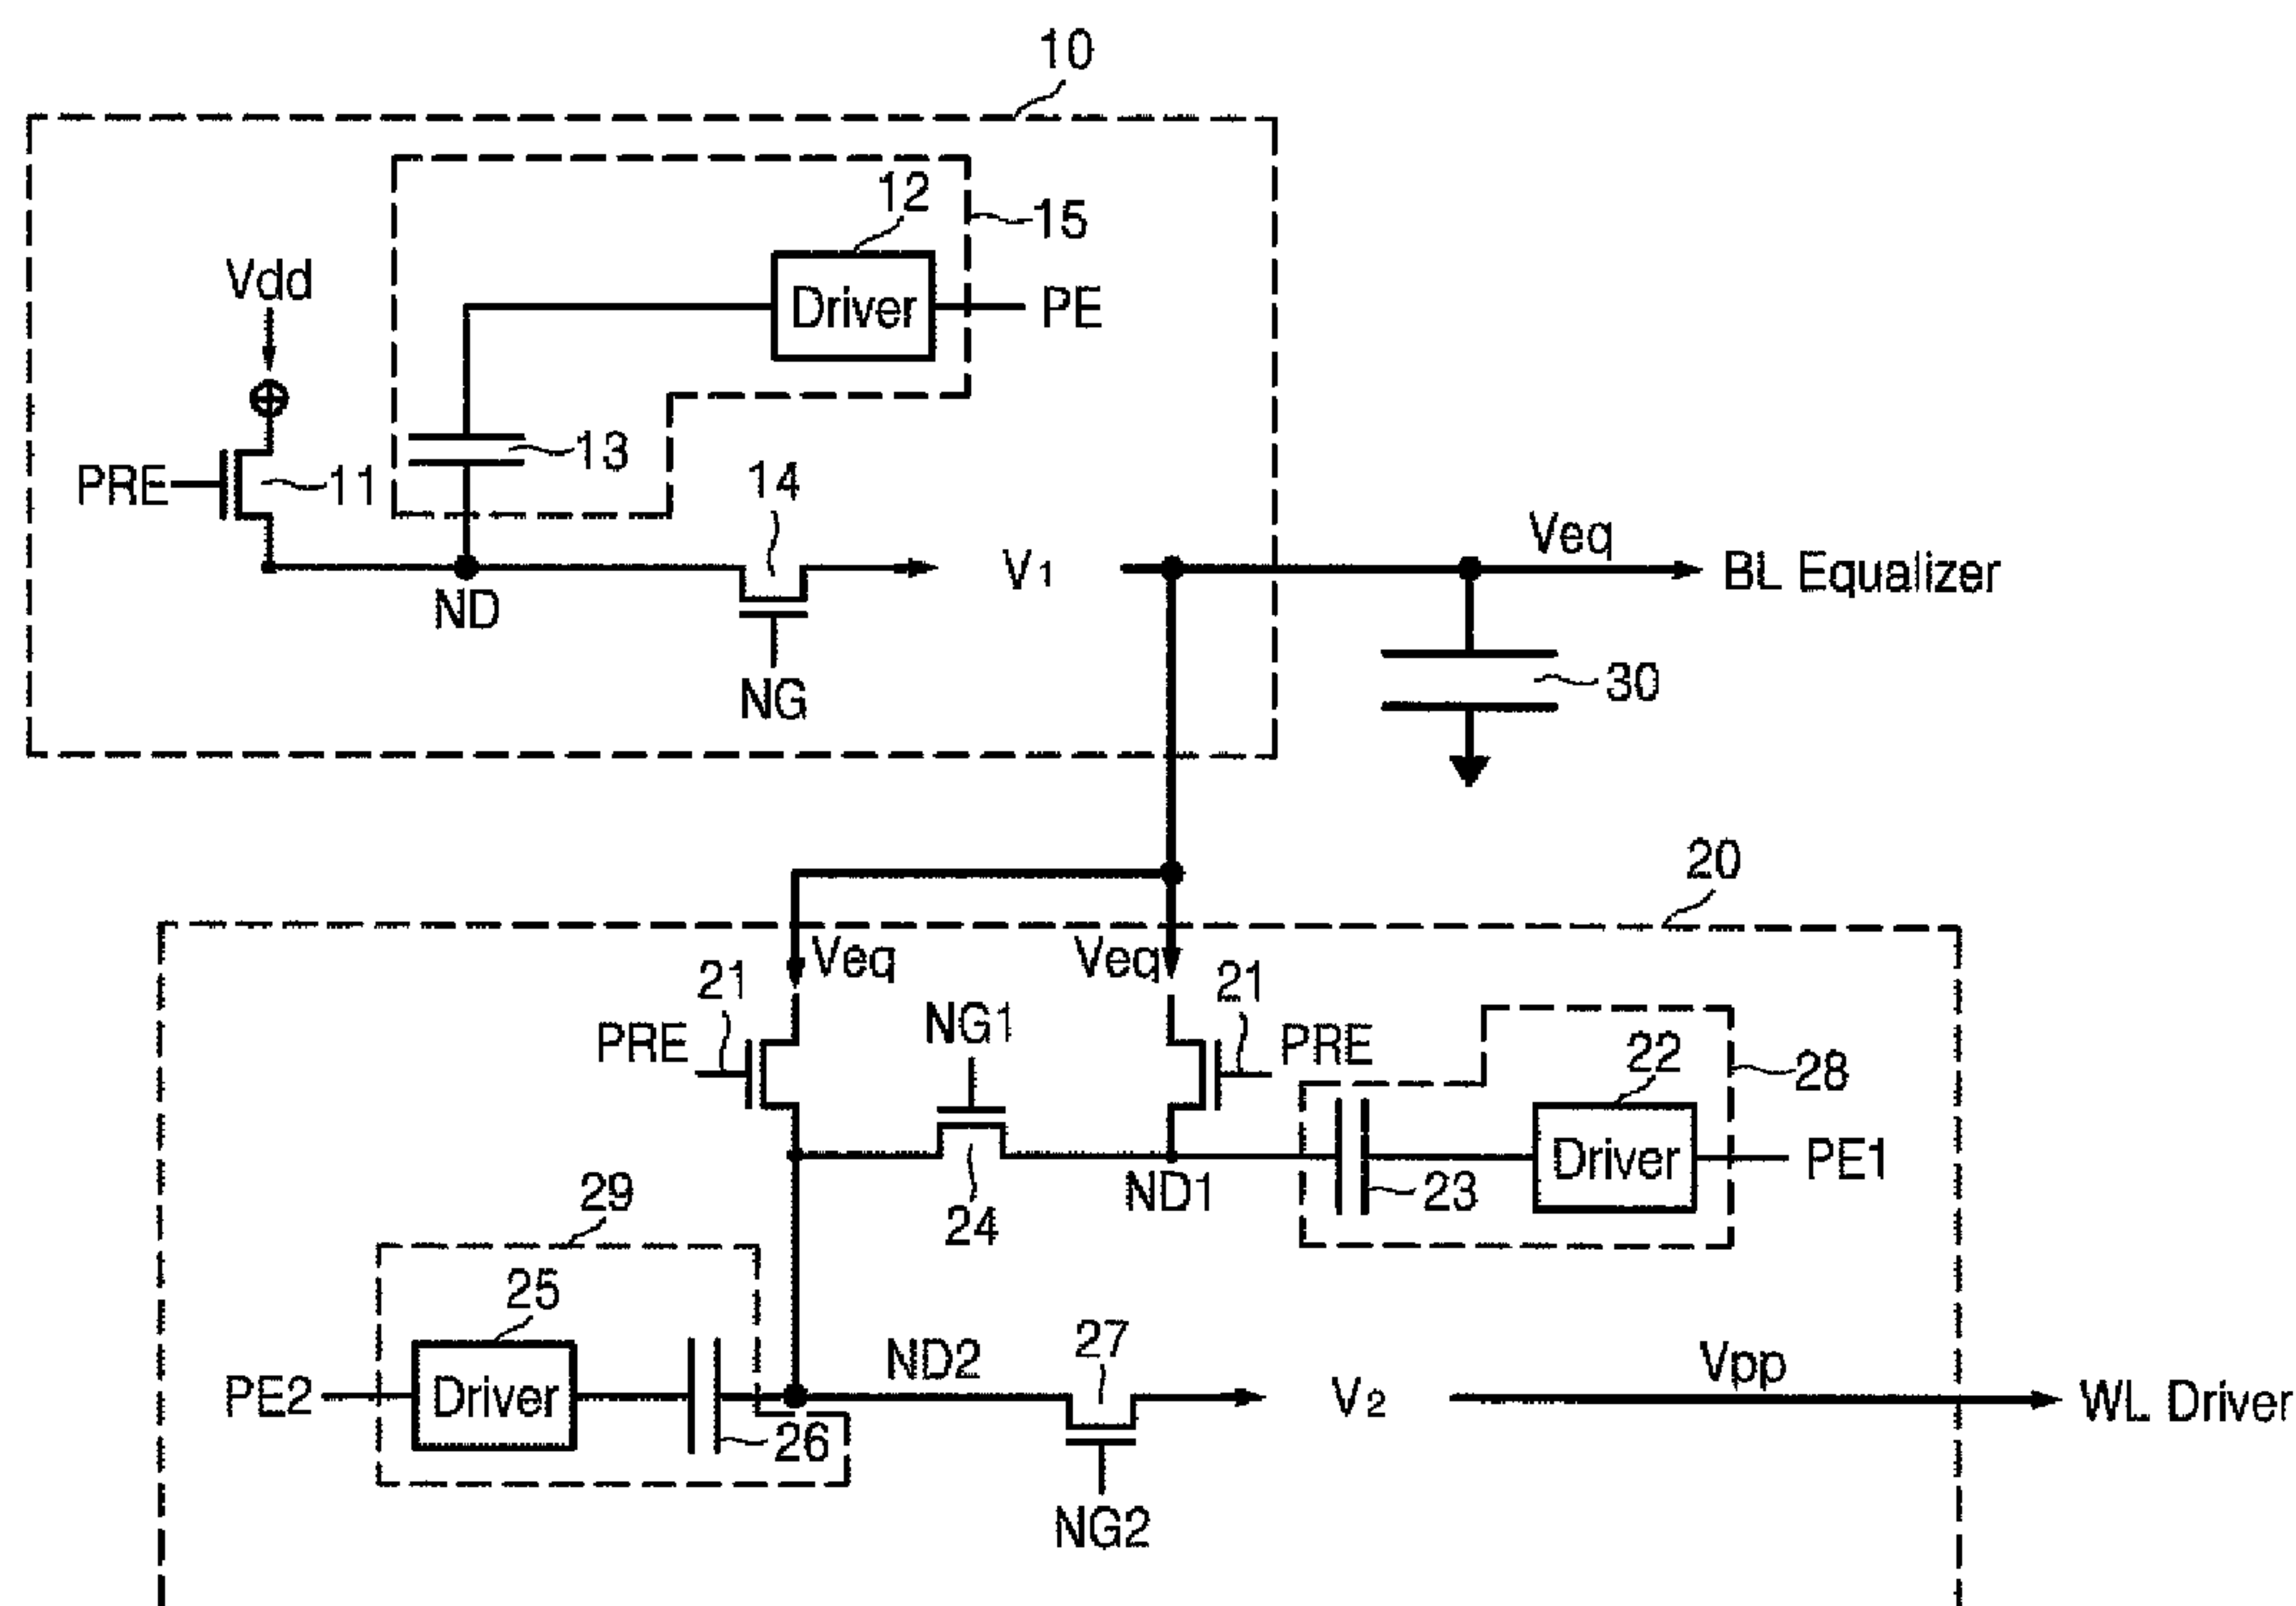 10
12
15
Vdd
Driver
PE
13
PRE
11
14
ND
V1
Veq
BL Equalizer
NG
30
20
Veq
Veq
21
21
NG1
PRE
PRE
22
28
Driver
PE1
ND1
23
24
29
25
ND2
27
Vpp
PE2
Driver
V2
WL Driver
26
NG2